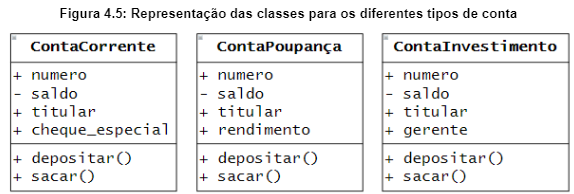 Figura 4.5: Representação das classes para os diferentes tipos de conta
ContaCorrente
+ numero
- saldo
+ titular
+ cheque_especial
+ depositar()
+ sacar()
ContaPoupança
+ numero
- saldo
+ titular
+ rendimento
+ depositar()
+ sacar()
ContaInvestimento
+ numero
- saldo
+ titular
+ gerente
+ depositar()
+ sacar()